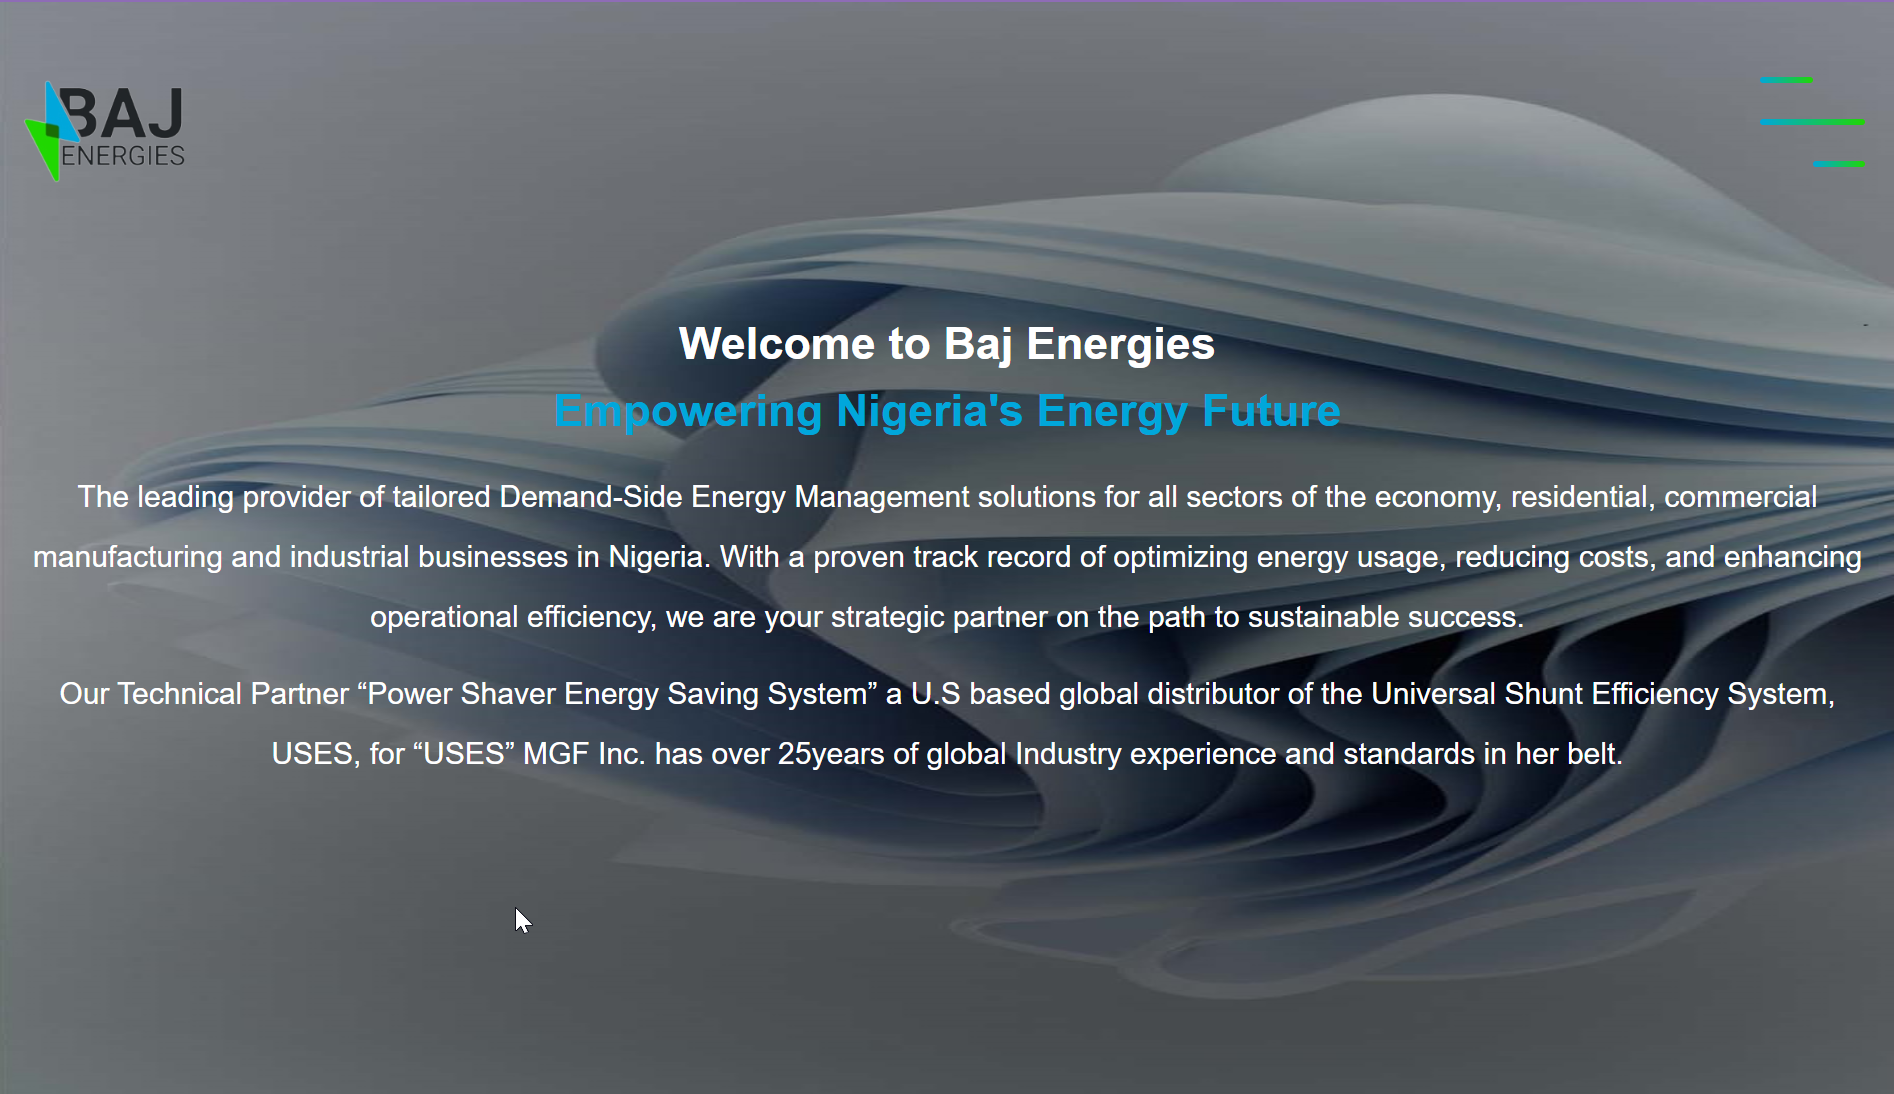 BAJ
ENERGIES
Welcome to Baj Energies
Empowering Nigeria's Energy Future
The leading provider of tailored Demand-Side Energy Management solutions for all sectors of the economy, residential, commercial
manufacturing and industrial businesses in Nigeria. With a proven track record of optimizing energy usage, reducing costs, and enhancing
operational efficiency, we are your strategic partner on the path to sustainable success.
Our Technical Partner “Power Shaver Energy Saving System” a U.S based global distributor of the Universal Shunt Efficiency System,
USES, for “USES” MGF Inc. has over 25years of global Industry experience and standards in her belt.